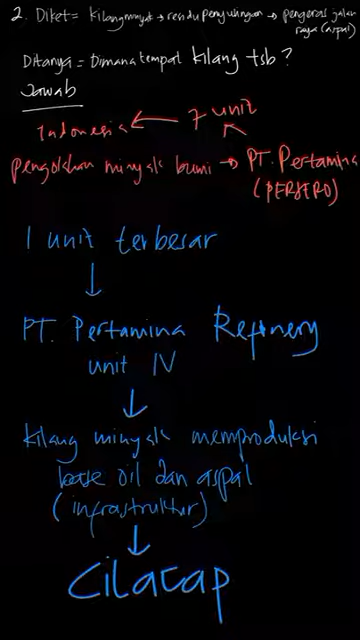 2. Diket = Kilang minyak → residu penyulingan → pengeras jalan raya (aspal)
Ditanya = Dimana tempat kilang tsb?
Jawab
Indonesia ← 7 unit
pengolahan minyak bumi → PT. Pertamina
(PERSERO)
1 unit terbesar
↓
PT. Pertamina Refinery
unit IV
↓
Kilang minyak memproduksi
base oil dan aspal
(infrastruktur)
↓
Cilacap